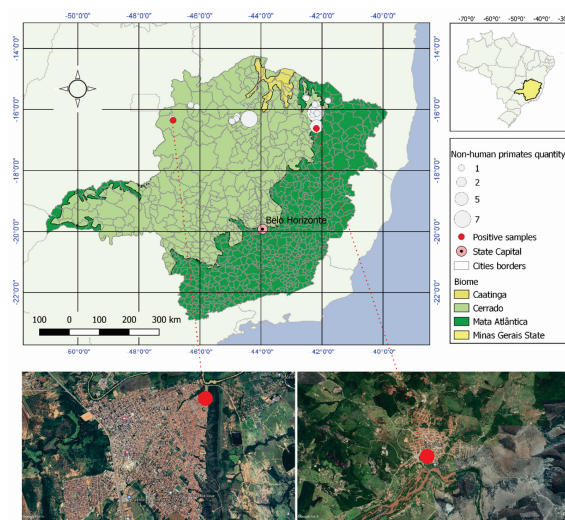 -50°0'0" -48°0'0" -46°0'0" -44°0'0" -42°0'0" -40°0'0"
-14°0'0"
-16°0'0"
-18°0'0"
-20°0'0"
-22°0'0"
-14°0'0"
-16°0'0"
-18°0'0"
-20°0'0"
-22°0'0"
Belo Horizonte
100 0 100 200 300 km
-50°0'0" -48°0'0" -46°0'0" -44°0'0" -42°0'0" -40°0'0"
-70°0'0" -60°0'0" -50°0'0" -40°0'0"
Non-human primates quantity
1
2
5
7
Positive samples
State Capital
Cities borders
Biome
Caatinga
Cerrado
Mata Atlântica
Minas Gerais State